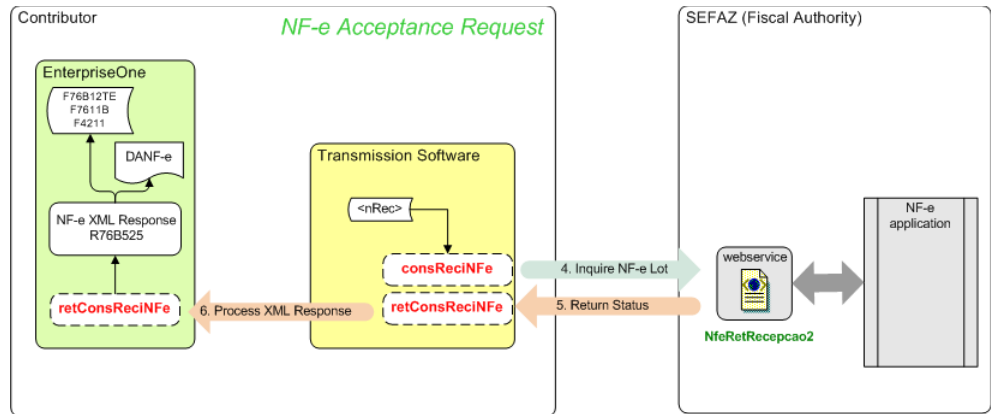 Contributor
NF-e Acceptance Request
EnterpriseOne
F76B12TE
F7611B
F4211
DANF-e
NF-e XML Response
R76B525
retConsReciNFe
6. Process XML Response
Transmission Software
<nRec>
consReciNFe
retConsReciNFe
4. Inquire NF-e Lot
5. Return Status
SEFAZ (Fiscal Authority)
webservice
NfeRetRecepcao2
NF-e
application